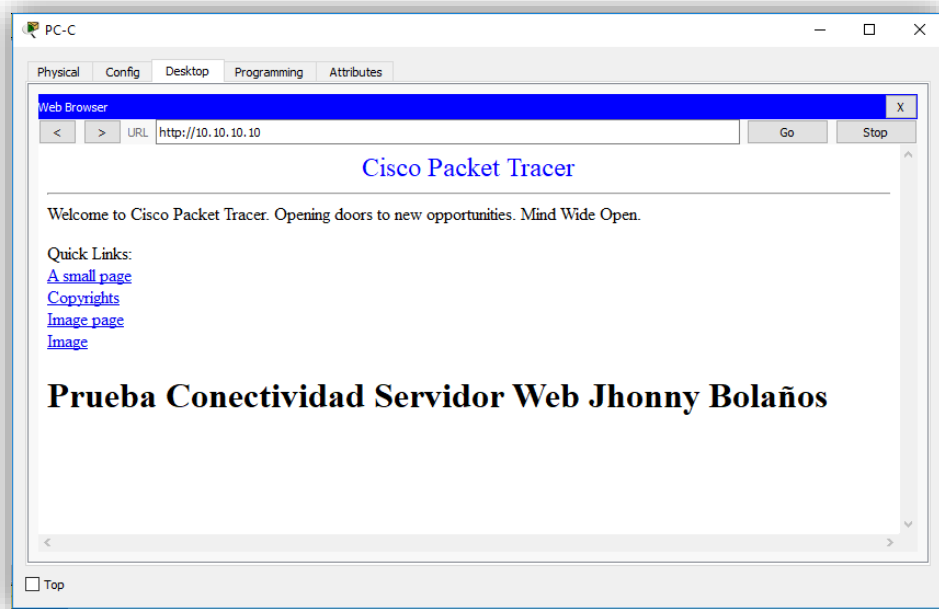 PC-C
Physical Config Desktop Programming Attributes
Web Browser X
< > URL http://10.10.10.10 Go Stop
Cisco Packet Tracer
Welcome to Cisco Packet Tracer. Opening doors to new opportunities. Mind Wide Open.
Quick Links:
A small page
Copyrights
Image page
Image
Prueba Conectividad Servidor Web Jhonny Bolaños
Top